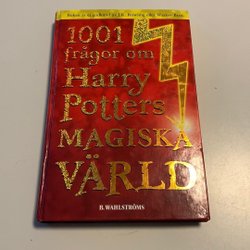 1001
frågor om
Harry
Potters
MAGISKA
VÄRLD
B. WAHLSTRÖMS